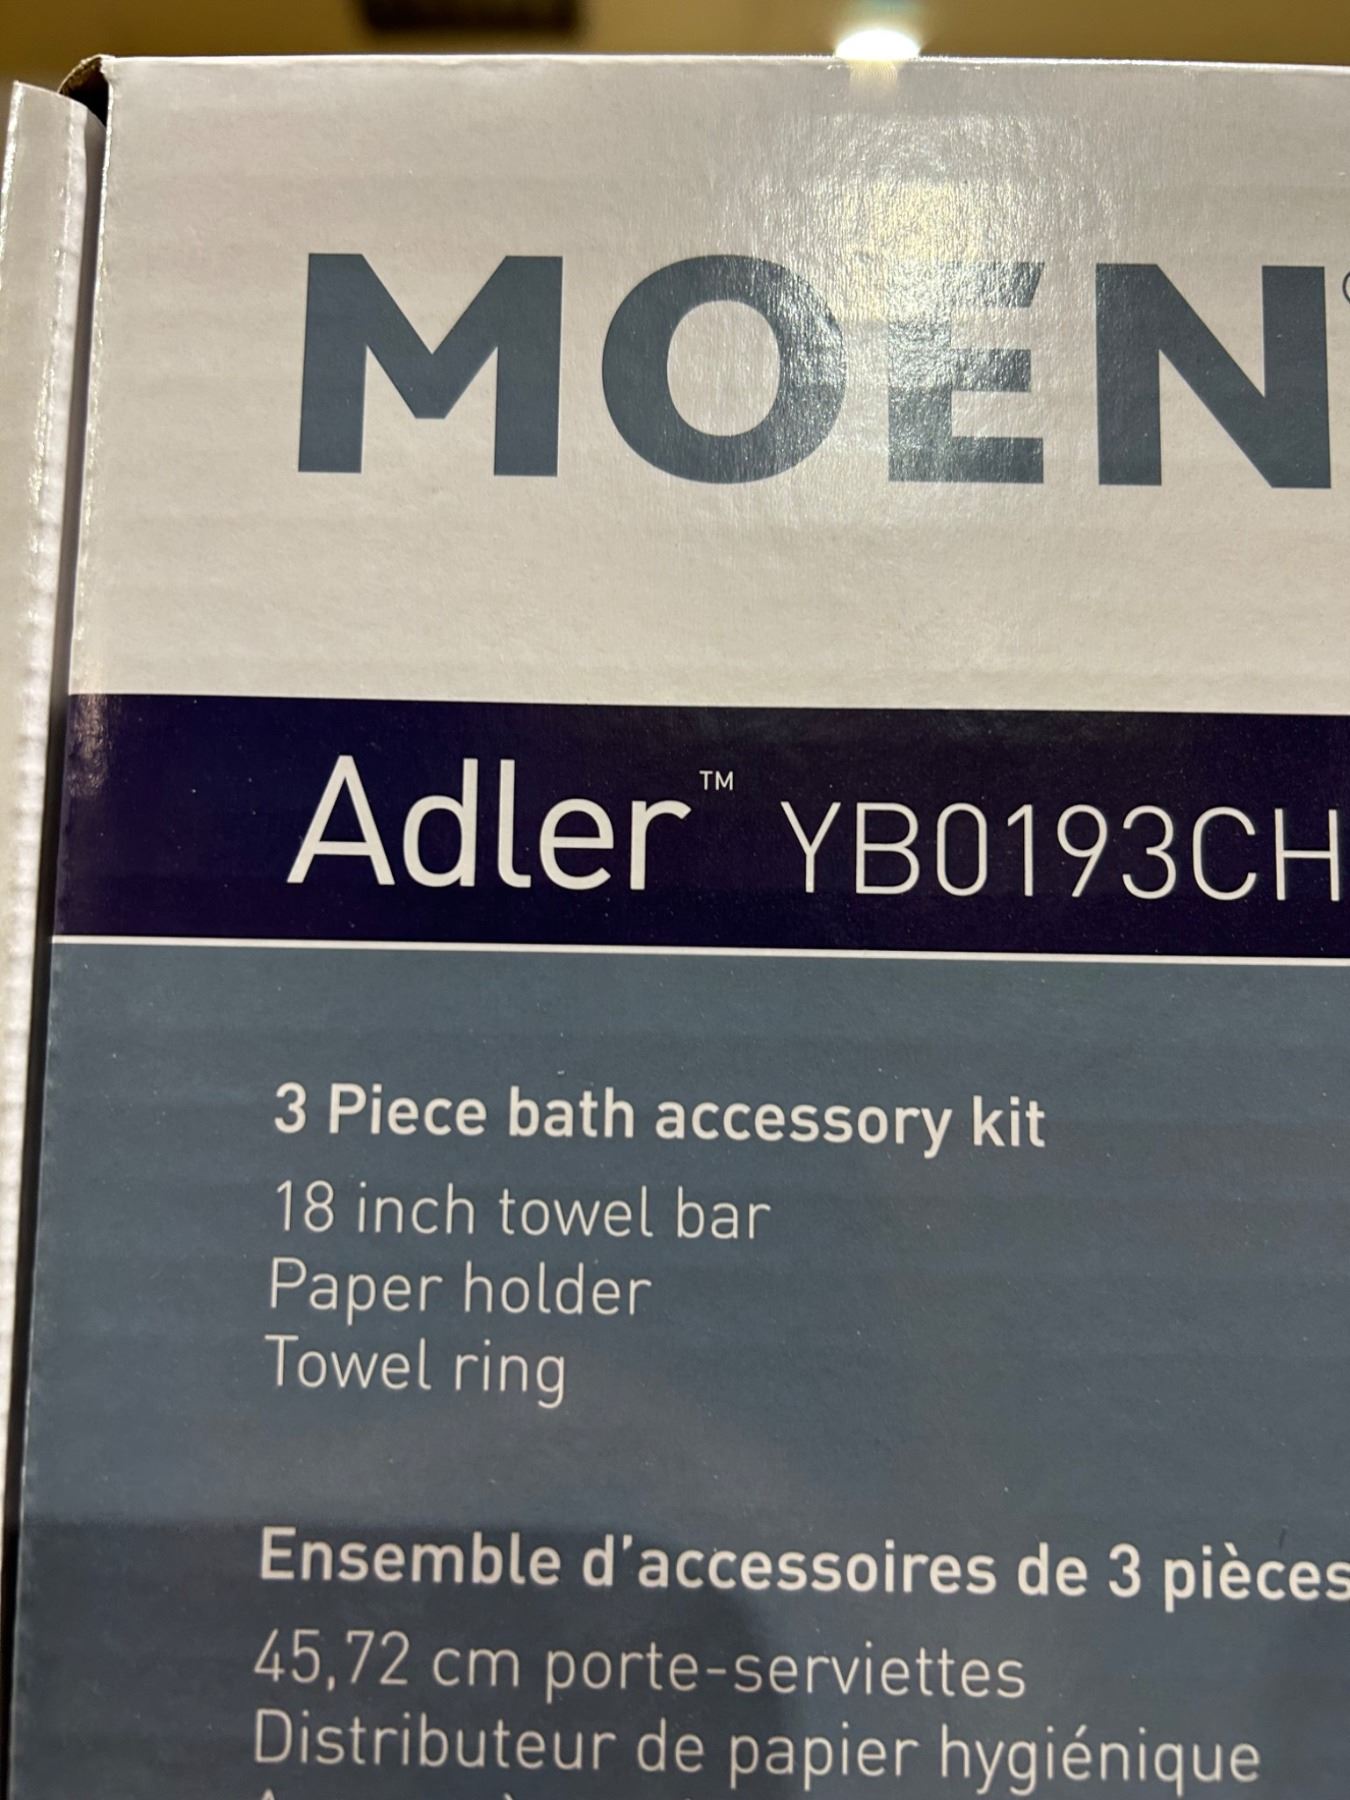 MOEN
Adler™ YB0193CH
3 Piece bath accessory kit
18 inch towel bar
Paper holder
Towel ring
Ensemble d'accessoires de 3 pièces
45,72 cm porte-serviettes
Distributeur de papier hygiénique